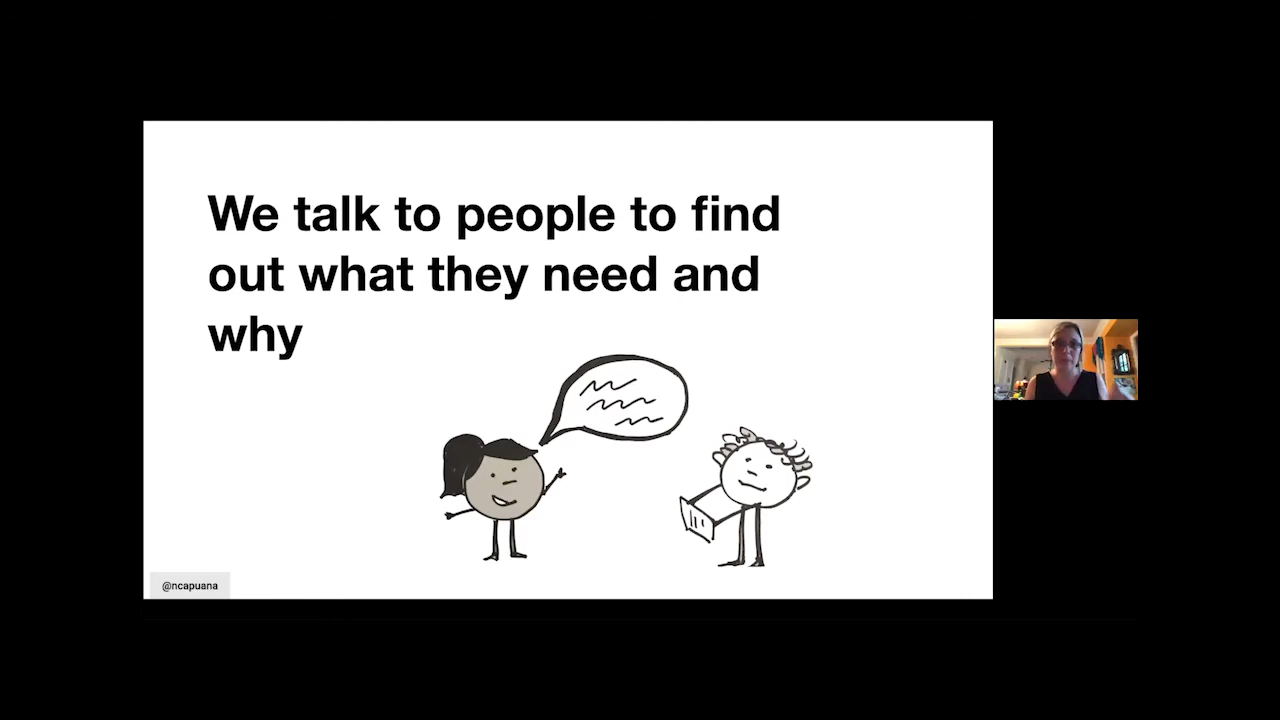 We talk to people to find
out what they need and
why
@ncapuana